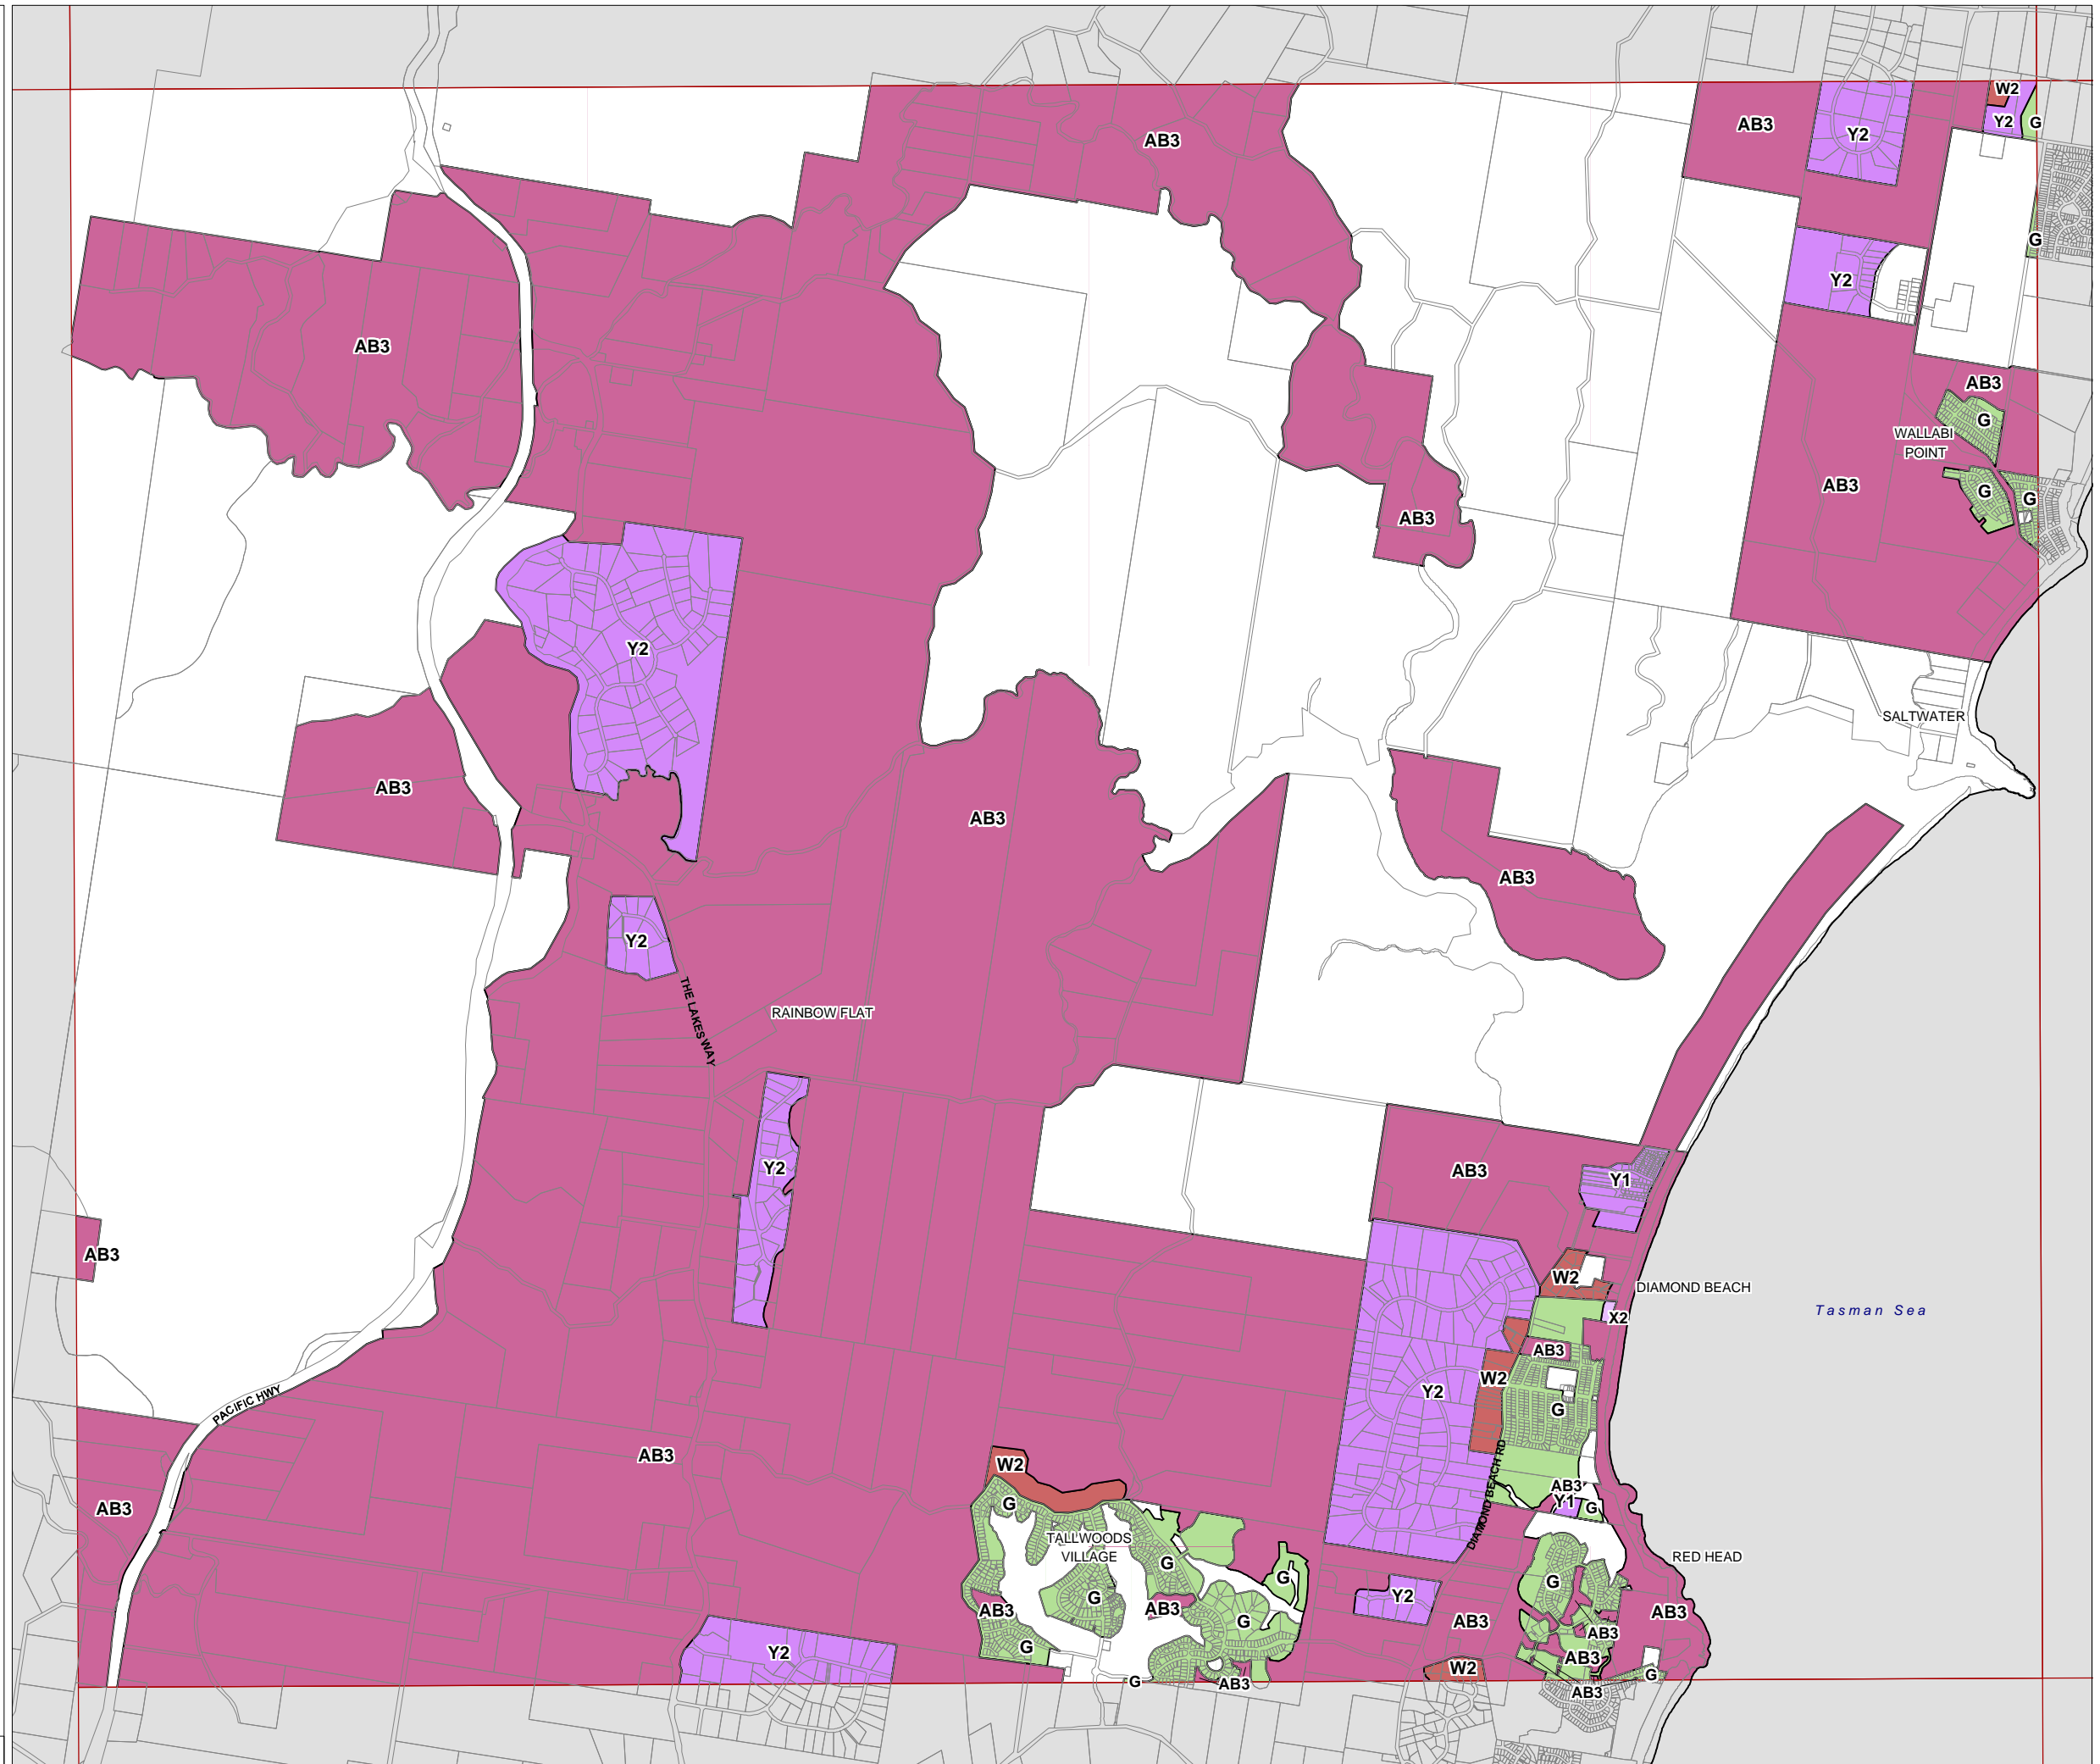 W2
AB3
Y2
Y2
G
AB3
G
Y2
AB3
AB3
G
WALLABI
POINT
AB3
G
G
AB3
Y2
SALTWATER
AB3
AB3
AB3
Y2
THE LAKES WAY
RAINBOW FLAT
Y2
AB3
Y1
AB3
W2
DIAMOND BEACH
Tasman Sea
X2
AB3
W2
Y2
G
PACIFIC HWY
AB3
W2
DIAMOND BEACH RD
AB3
Y1
G
G
AB3
TALLWOODS
VILLAGE
RED HEAD
G
G
G
Y2
G
AB3
AB3
G
AB3
AB3
G
AB3
Y2
W2
AB3
G
G
AB3
AB3